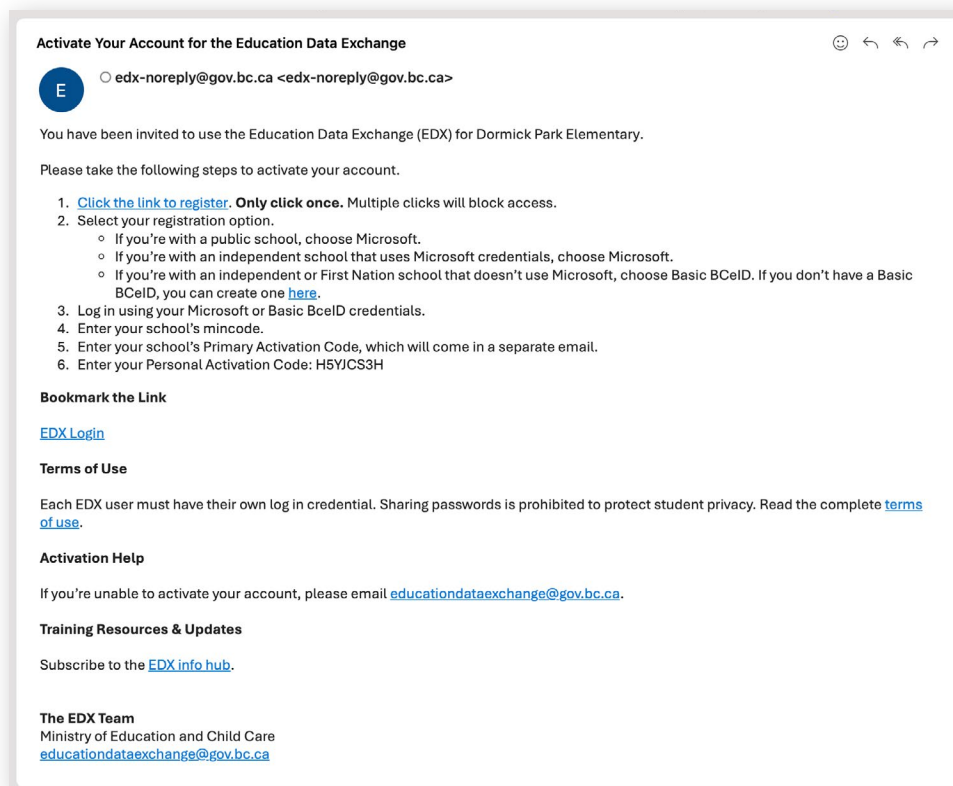 Activate Your Account for the Education Data Exchange
E
edx-noreply@gov.bc.ca <edx-noreply@gov.bc.ca>
You have been invited to use the Education Data Exchange (EDX) for Dormick Park Elementary.
Please take the following steps to activate your account.
1. Click the link to register. Only click once. Multiple clicks will block access.
2. Select your registration option.
◦ If you’re with a public school, choose Microsoft.
◦ If you’re with an independent school that uses Microsoft credentials, choose Microsoft.
◦ If you’re with an independent or First Nation school that doesn’t use Microsoft, choose Basic BCeID. If you don’t have a Basic
BCeID, you can create one here.
3. Log in using your Microsoft or Basic BceID credentials.
4. Enter your school’s mincode.
5. Enter your school’s Primary Activation Code, which will come in a separate email.
6. Enter your Personal Activation Code: H5YJCS3H
Bookmark the Link
EDX Login
Terms of Use
Each EDX user must have their own log in credential. Sharing passwords is prohibited to protect student privacy. Read the complete terms
of use.
Activation Help
If you’re unable to activate your account, please email educationdataexchange@gov.bc.ca.
Training Resources & Updates
Subscribe to the EDX info hub.
The EDX Team
Ministry of Education and Child Care
educationdataexchange@gov.bc.ca